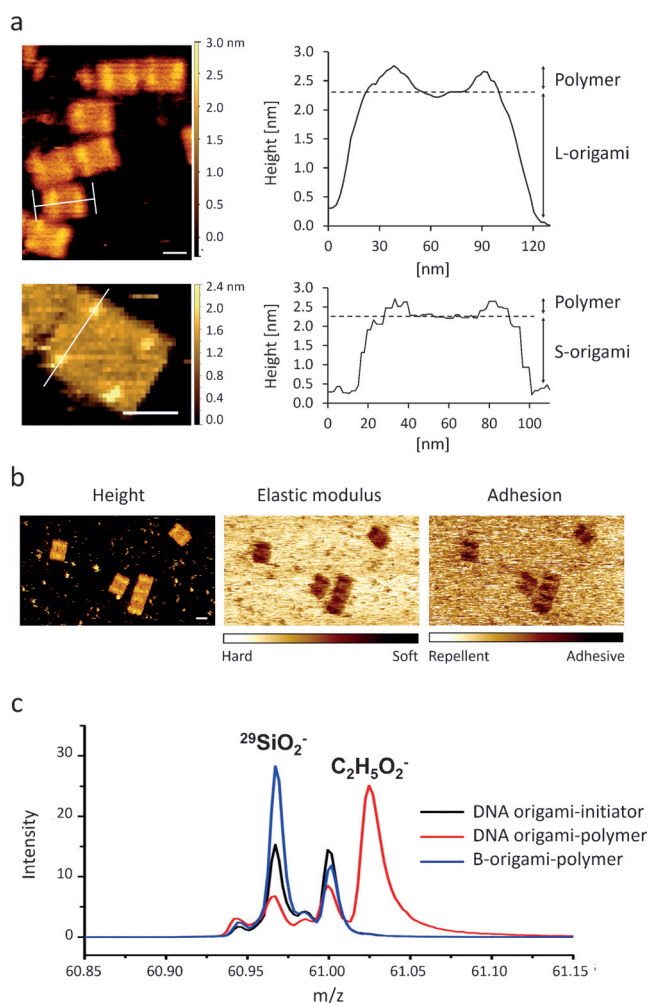 a
3.0 nm
2.5
2.0
1.5
1.0
0.5
0.0
Height [nm]
3.0
2.5
2.0
1.5
1.0
0.5
0.0
0 30 60 90 120
[nm]
Polymer
L-origami
2.4 nm
2.0
1.6
1.2
0.8
0.4
0.0
Height [nm]
3.0
2.5
2.0
1.5
1.0
0.5
0.0
0 20 40 60 80 100
[nm]
Polymer
S-origami
b
Height Elastic modulus Adhesion
Hard Soft Repellent Adhesive
c
²⁹SiO₂⁻
C₂H₅O₂⁻
DNA origami-initiator
DNA origami-polymer
B-origami-polymer
Intensity
30
20
10
0
60.85 60.90 60.95 61.00 61.05 61.10 61.15
m/z